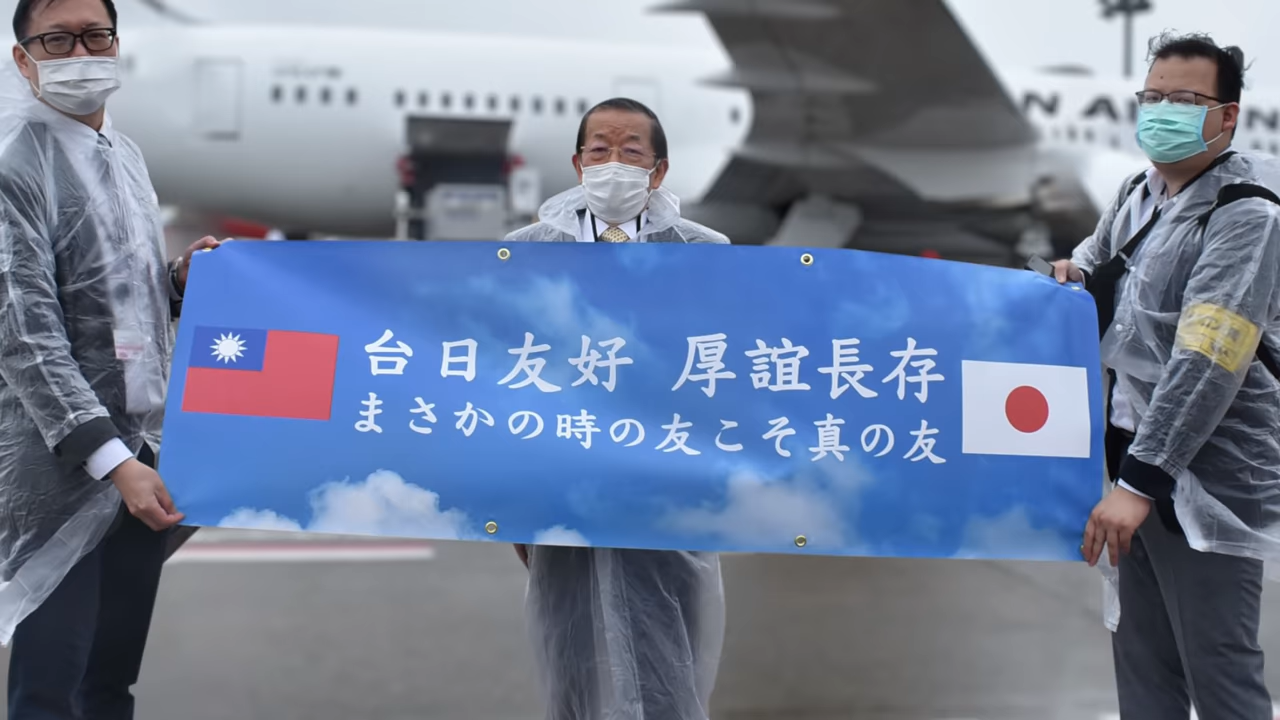 台日友好 厚誼長存
まさかの時の友こそ真の友